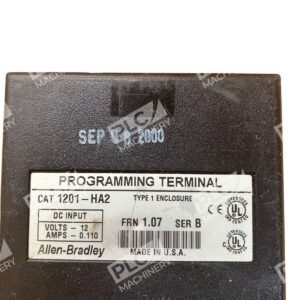 SEP 2000
PROGRAMMING TERMINAL
CAT 1201-HA2 TYPE 1 ENCLOSURE
DC INPUT
VOLTS - 12
AMPS - 0.110
FRN 1.07 SER B
Allen-Bradley MADE IN U.S.A.
PLC
MACHINERY